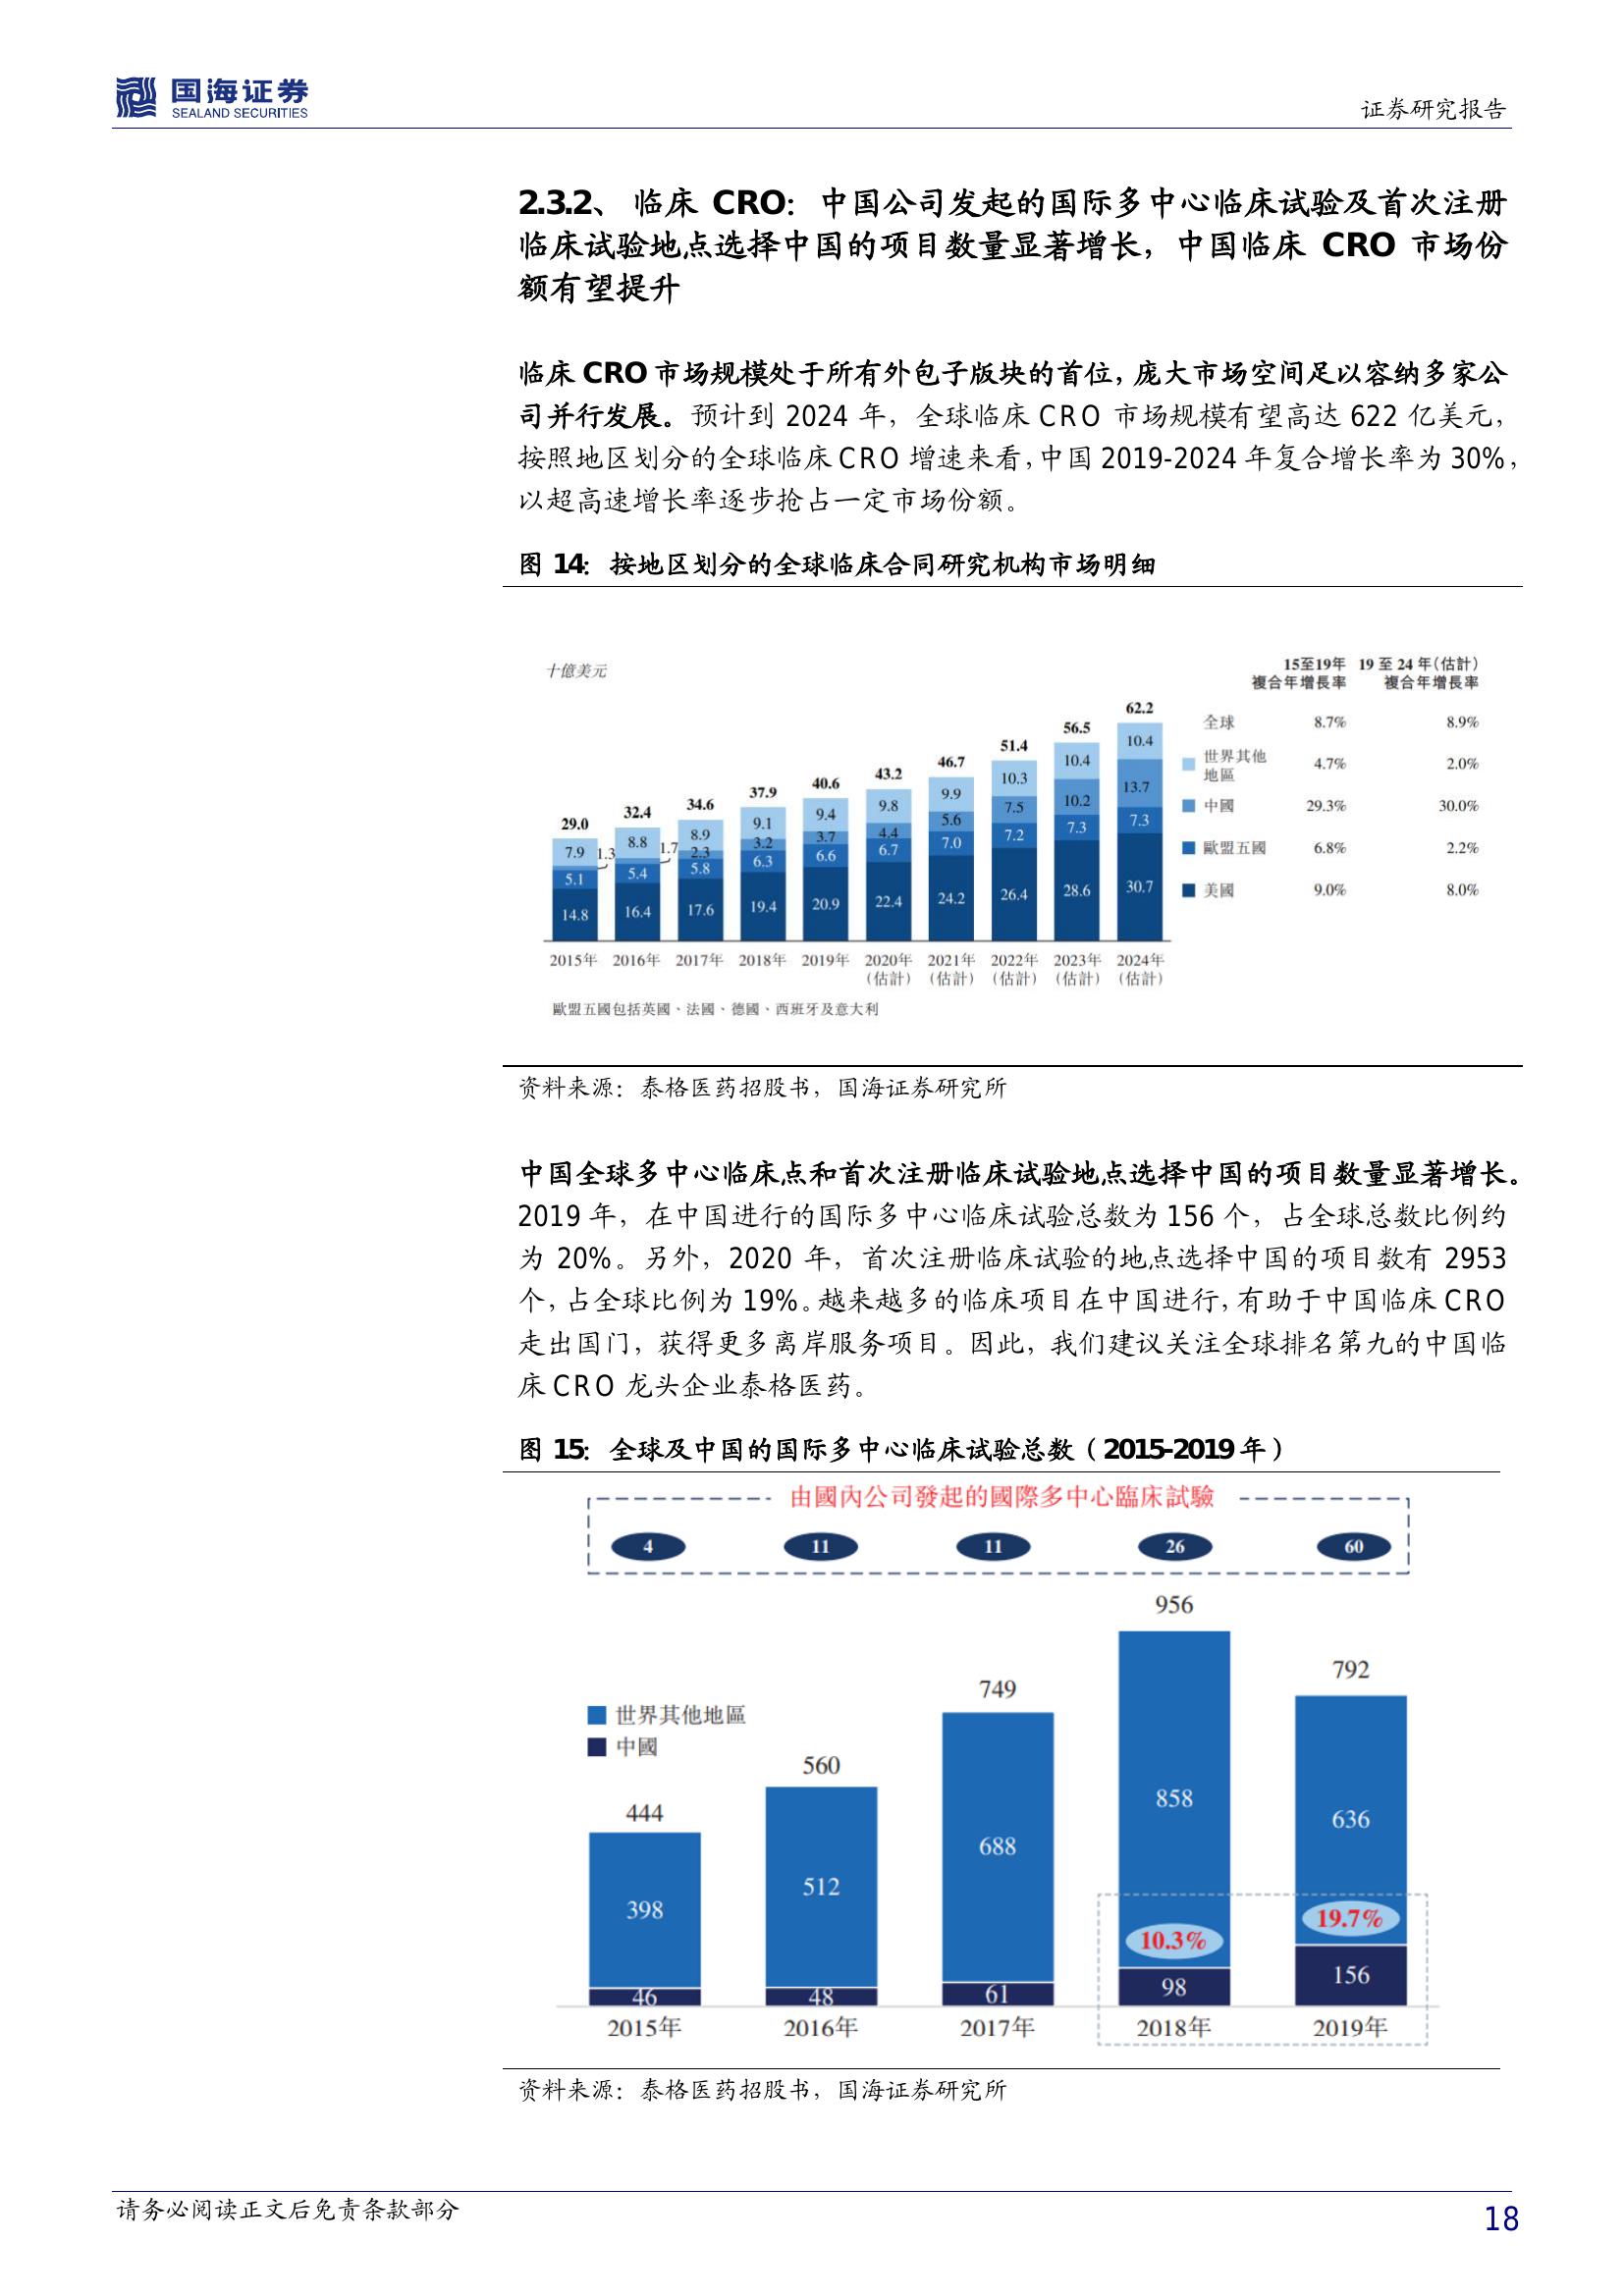 国海证券
SEALAND SECURITIES
证券研究报告
2.3.2、 临床 CRO：中国公司发起的国际多中心临床试验及首次注册
临床试验地点选择中国的项目数量显著增长，中国临床 CRO 市场份
额有望提升
临床 CRO 市场规模处于所有外包子版块的首位，庞大市场空间足以容纳多家公
司并行发展。预计到 2024 年，全球临床 CRO 市场规模有望高达 622 亿美元，
按照地区划分的全球临床 CRO 增速来看，中国 2019-2024 年复合增长率为 30%，
以超高速增长率逐步抢占一定市场份额。
图 14：按地区划分的全球临床合同研究机构市场明细
十億美元
15至19年 19 至 24 年(估計)
複合年增長率 複合年增長率
全球 8.7% 8.9%
世界其他
地區 4.7% 2.0%
中國 29.3% 30.0%
歐盟五國 6.8% 2.2%
美國 9.0% 8.0%
29.0 32.4 34.6 37.9 40.6 43.2 46.7 51.4 56.5 62.2
7.9 8.8 8.9 9.1 9.4 9.8 9.9 10.3 10.4 10.4
1.3 1.7 2.3 3.2 3.7 4.4 5.6 7.5 10.2 13.7
5.1 5.4 5.8 6.3 6.6 6.7 7.0 7.2 7.3 7.3
14.8 16.4 17.6 19.4 20.9 22.4 24.2 26.4 28.6 30.7
2015年 2016年 2017年 2018年 2019年 2020年 2021年 2022年 2023年 2024年
(估計) (估計) (估計) (估計) (估計)
歐盟五國包括英國、法國、德國、西班牙及意大利
资料来源：泰格医药招股书，国海证券研究所
中国全球多中心临床点和首次注册临床试验地点选择中国的项目数量显著增长。
2019 年，在中国进行的国际多中心临床试验总数为 156 个，占全球总数比例约
为 20%。另外，2020 年，首次注册临床试验的地点选择中国的项目数有 2953
个，占全球比例为 19%。越来越多的临床项目在中国进行，有助于中国临床 CRO
走出国门，获得更多离岸服务项目。因此，我们建议关注全球排名第九的中国临
床 CRO 龙头企业泰格医药。
图 15：全球及中国的国际多中心临床试验总数（2015-2019 年）
由國內公司發起的國際多中心臨床試驗
4 11 11 26 60
世界其他地區
中國
444 560 749 956 792
398 512 688 858 636
10.3% 19.7%
46 48 61 98 156
2015年 2016年 2017年 2018年 2019年
资料来源：泰格医药招股书，国海证券研究所
请务必阅读正文后免责条款部分
18